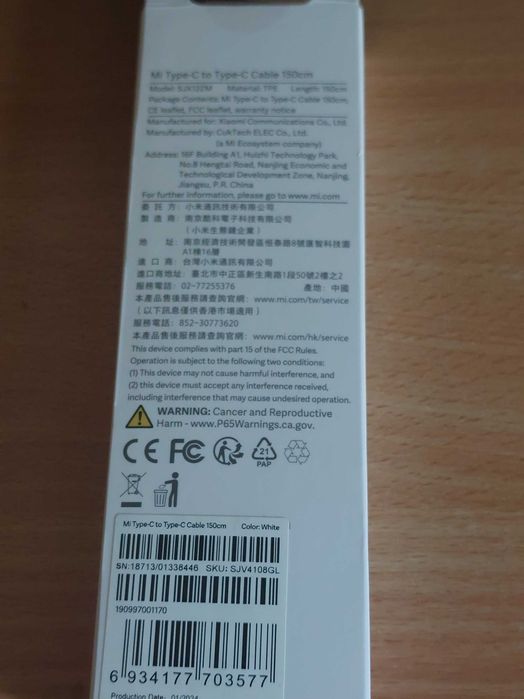 Mi Type-C to Type-C Cable 150cm
Model: SJX12ZM Material: TPE Length: 150cm
Package Contents: Mi Type-C to Type-C Cable 150cm,
CE leaflet, FCC leaflet, warranty notice
Manufactured for: Xiaomi Communications Co., Ltd.
Manufactured by: CukTech ELEC Co., Ltd.
(a Mi Ecosystem company)
Address: 16F Building A1, Huizhi Technology Park,
No.8 Hengtai Road, Nanjing Economic and
Technological Development Zone, Nanjing,
Jiangsu, P.R. China
For further information, please go to www.mi.com
委託方：小米通訊技術有限公司
製造商：南京酷科電子科技有限公司
（小米生態鏈企業）
地址：南京經濟技術開發區恒泰路8號匯智科技園
A1棟16層
進口商：台灣小米通訊有限公司
進口商地址：臺北市中正區新生南路1段50號2樓之2
服務電話：02-77255376 產地：中國
本產品售後服務請查詢官網：www.mi.com/tw/service
（以下訊息僅供香港市場適用）
服務電話：852-30773620
本產品售後服務請查詢官網：www.mi.com/hk/service
This device complies with part 15 of the FCC Rules.
Operation is subject to the following two conditions:
(1) This device may not cause harmful interference, and
(2) this device must accept any interference received,
including interference that may cause undesired operation.
WARNING: Cancer and Reproductive
Harm - www.P65Warnings.ca.gov.
CE FC
21
PAP
Mi Type-C to Type-C Cable 150cm Color: White
SN:18713/01338446 SKU: SJV4108GL
190997001170
6 934177 703577
Production Date: 01/2024